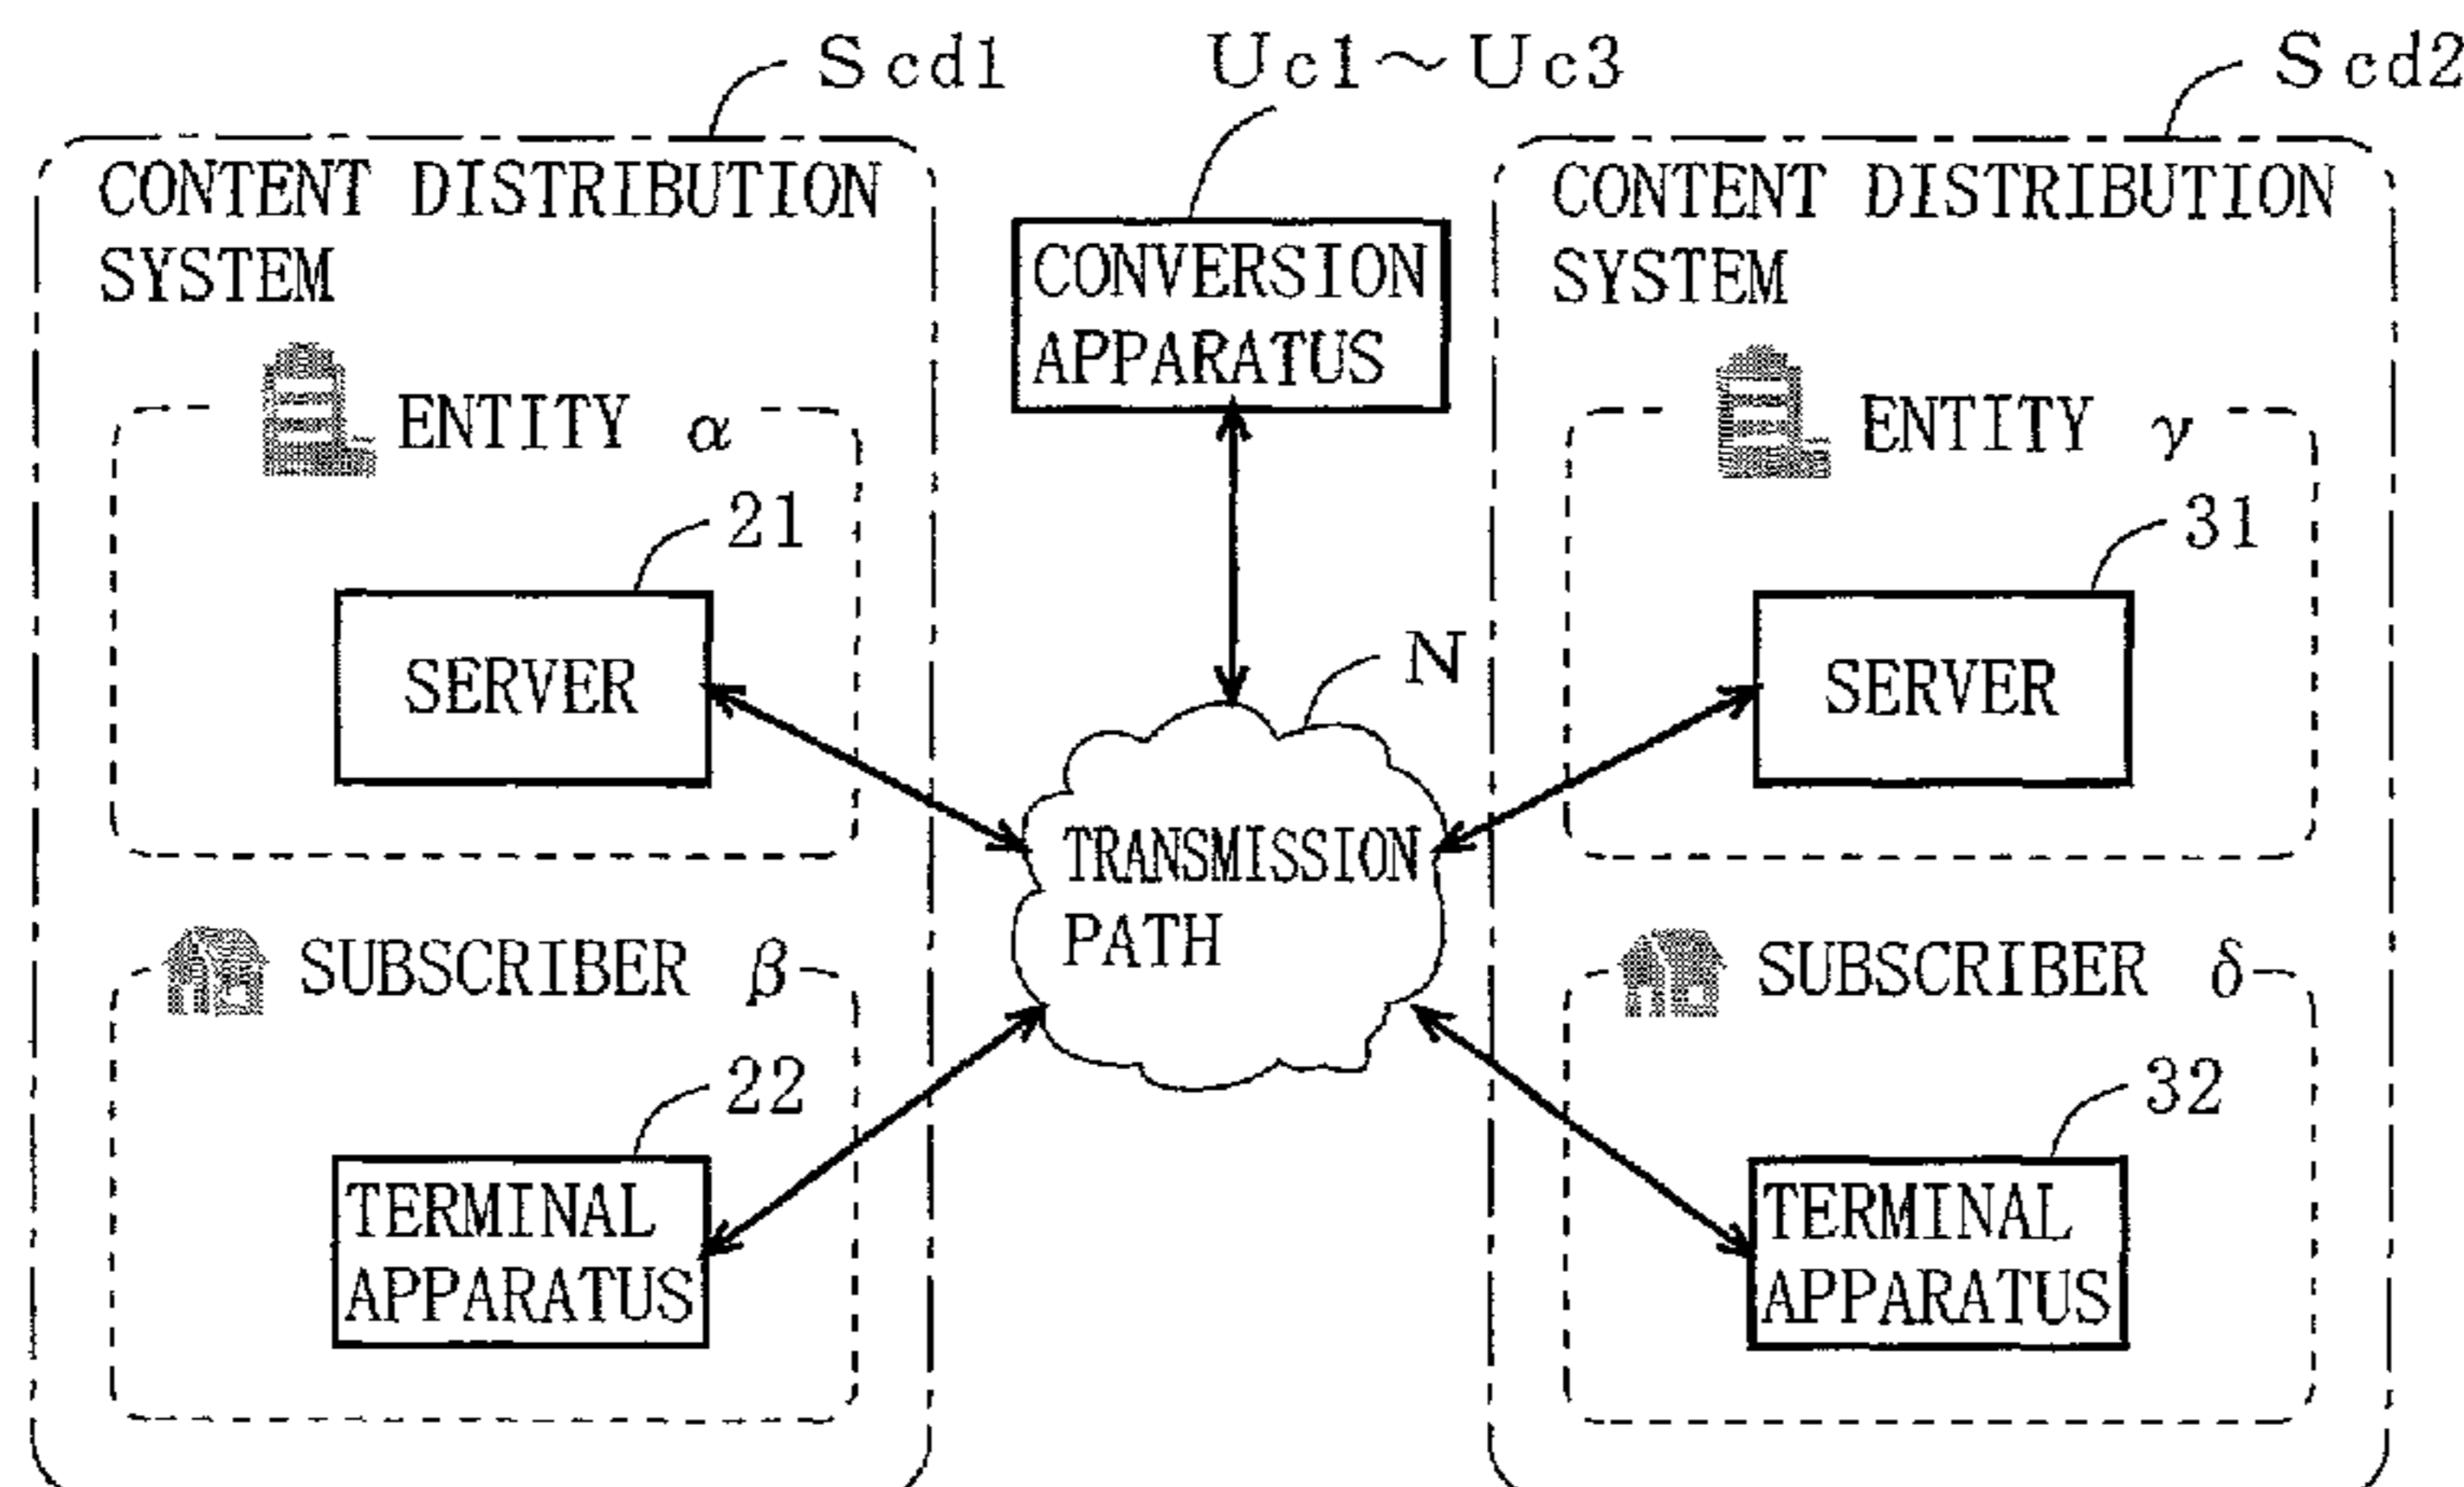 Scd1
Uc1～Uc3
Scd2
CONTENT DISTRIBUTION
SYSTEM
CONVERSION
APPARATUS
CONTENT DISTRIBUTION
SYSTEM
ENTITY α
21
SERVER
ENTITY γ
31
SERVER
N
TRANSMISSION
PATH
SUBSCRIBER β
22
TERMINAL
APPARATUS
SUBSCRIBER δ
32
TERMINAL
APPARATUS